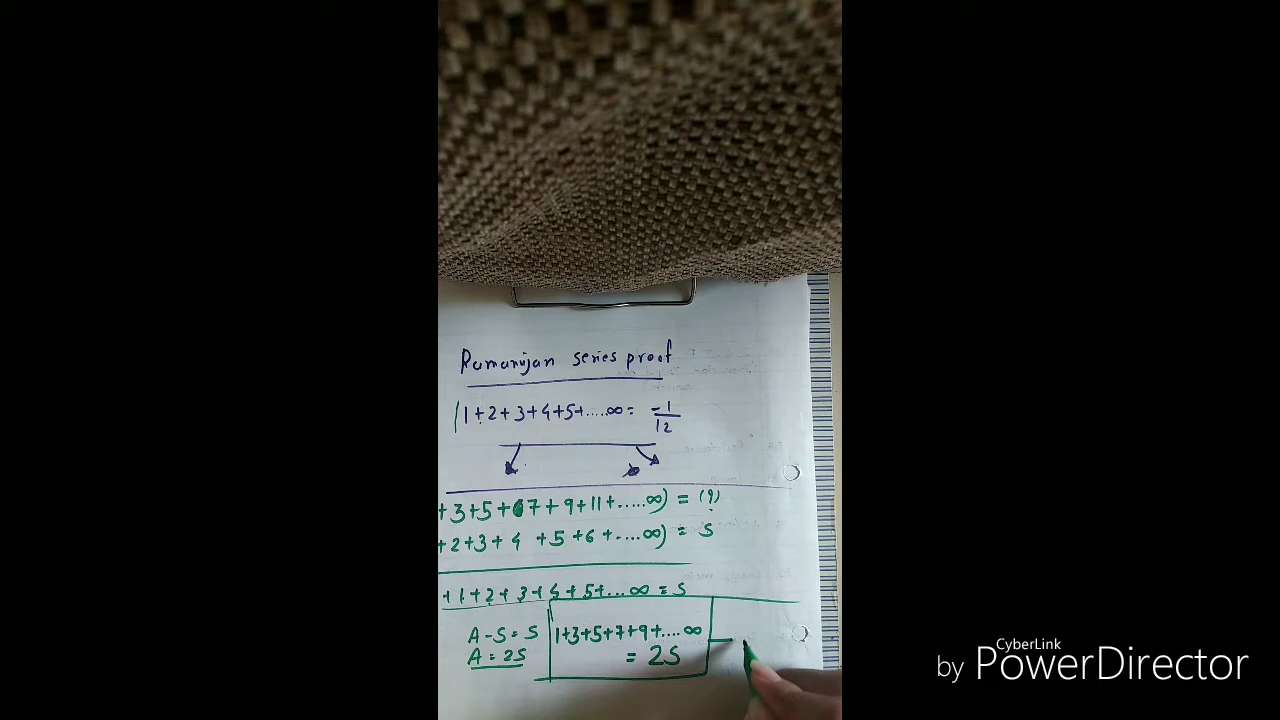 Ramanujan series proof
1+2+3+4+5+....∞ = -1/12
+3+5+7+9+11+.....∞) = (?)
+2+3+4 +5+6+....∞) = S
+1+2+3+4+5+...∞ = S
A-S=S
A=2S
1+3+5+7+9+....∞
= 2S
CyberLink
by PowerDirector